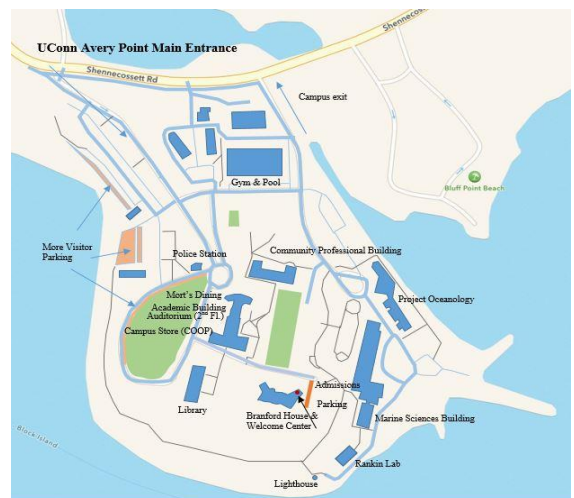 UConn Avery Point Main Entrance
Shennecossett Rd
Shennecossett
Campus exit
Gym & Pool
Bluff Point Beach
More Visitor
Parking
Police Station
Community Professional Building
Mort's Dining
Academic Building
Auditorium (2nd FL)
Campus Store (COOP)
Project Oceanology
Library
Admissions
Parking
Branford House &
Welcome Center
Marine Sciences Building
Rankin Lab
Lighthouse
Block Island